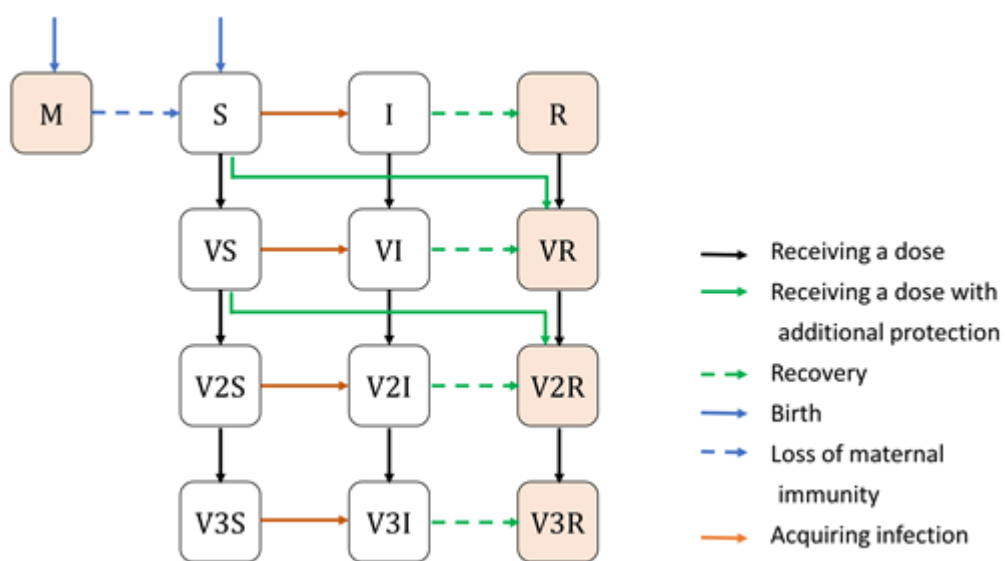 M S I R
VS VI VR
V2S V2I V2R
V3S V3I V3R
Receiving a dose
Receiving a dose with
additional protection
Recovery
Birth
Loss of maternal
immunity
Acquiring infection